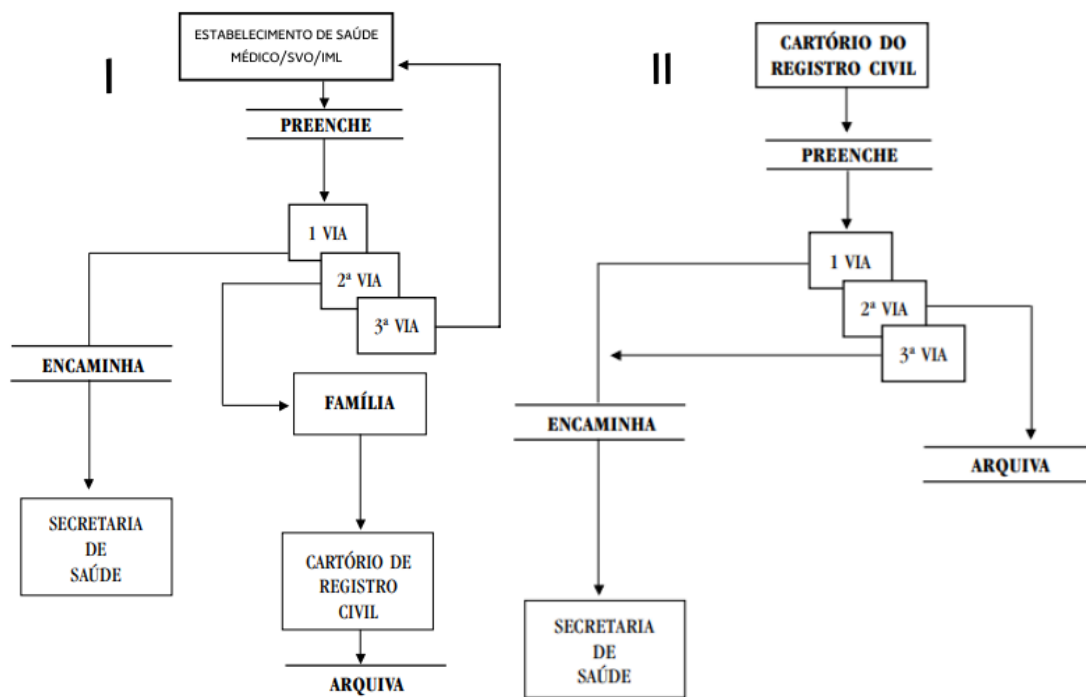 I
ESTABELECIMENTO DE SAÚDE
MÉDICO/SVO/IML
PREENCHE
1 VIA
2ª VIA
3ª VIA
ENCAMINHA
FAMÍLIA
SECRETARIA
DE
SAÚDE
CARTÓRIO DE
REGISTRO
CIVIL
ARQUIVA
II
CARTÓRIO DO
REGISTRO CIVIL
PREENCHE
1 VIA
2ª VIA
3ª VIA
ENCAMINHA
ARQUIVA
SECRETARIA
DE
SAÚDE